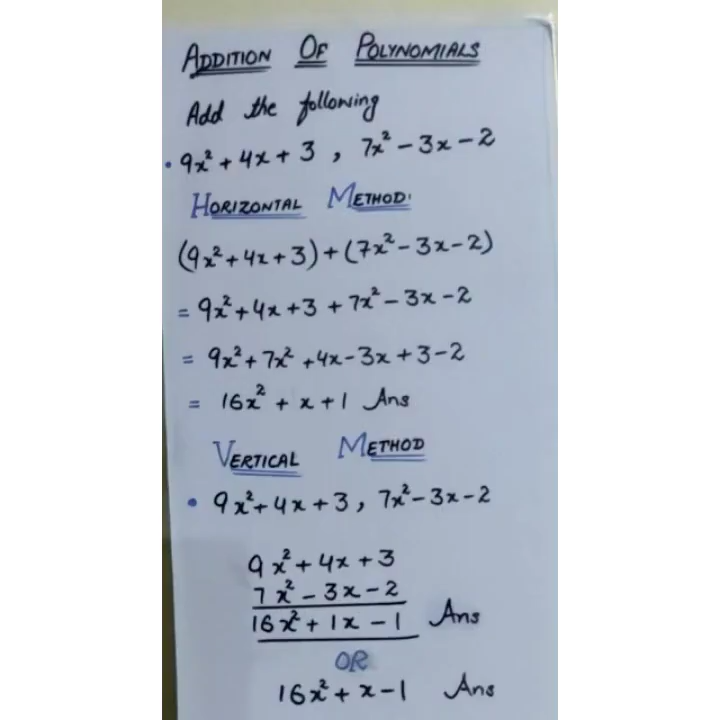 ADDITION OF POLYNOMIALS
Add the following
• 9x² + 4x + 3 , 7x² - 3x - 2
HORIZONTAL METHOD:
(9x² + 4x + 3) + (7x² - 3x - 2)
= 9x² + 4x + 3 + 7x² - 3x - 2
= 9x² + 7x² + 4x - 3x + 3 - 2
= 16x² + x + 1 Ans
VERTICAL METHOD
• 9x² + 4x + 3 , 7x² - 3x - 2
9x² + 4x + 3
7x² - 3x - 2
16x² + 1x - 1 Ans
OR
16x² + x - 1 Ans